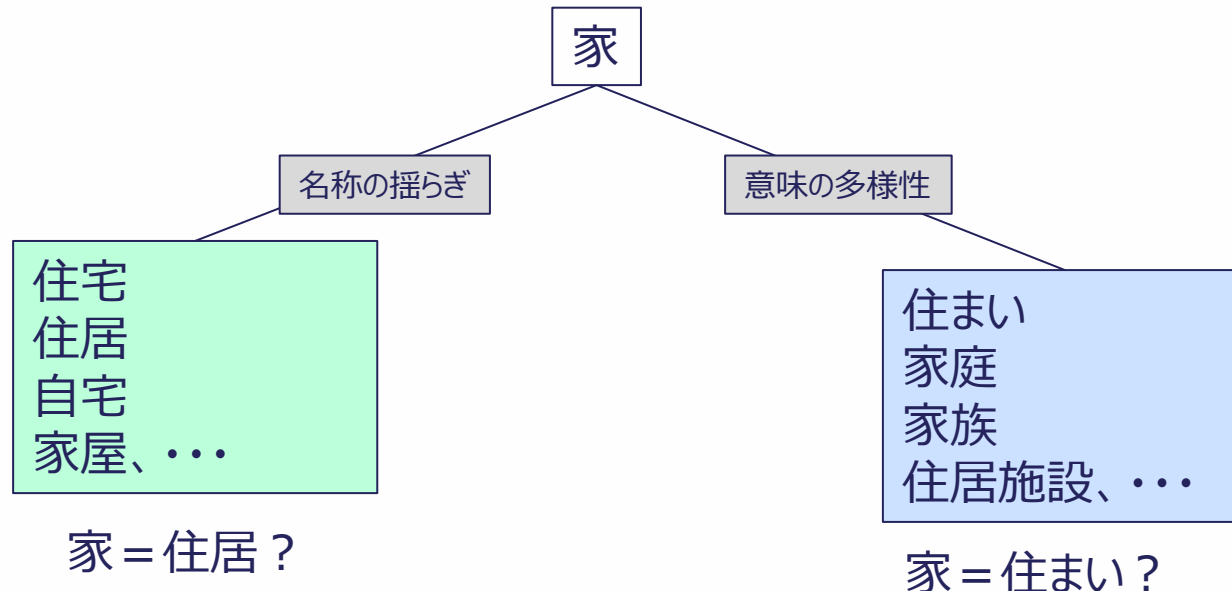 家
名称の揺らぎ
意味の多様性
住宅
住居
自宅
家屋、・・・
家=住居?
住まい
家庭
家族
住居施設、・・・
家=住まい?